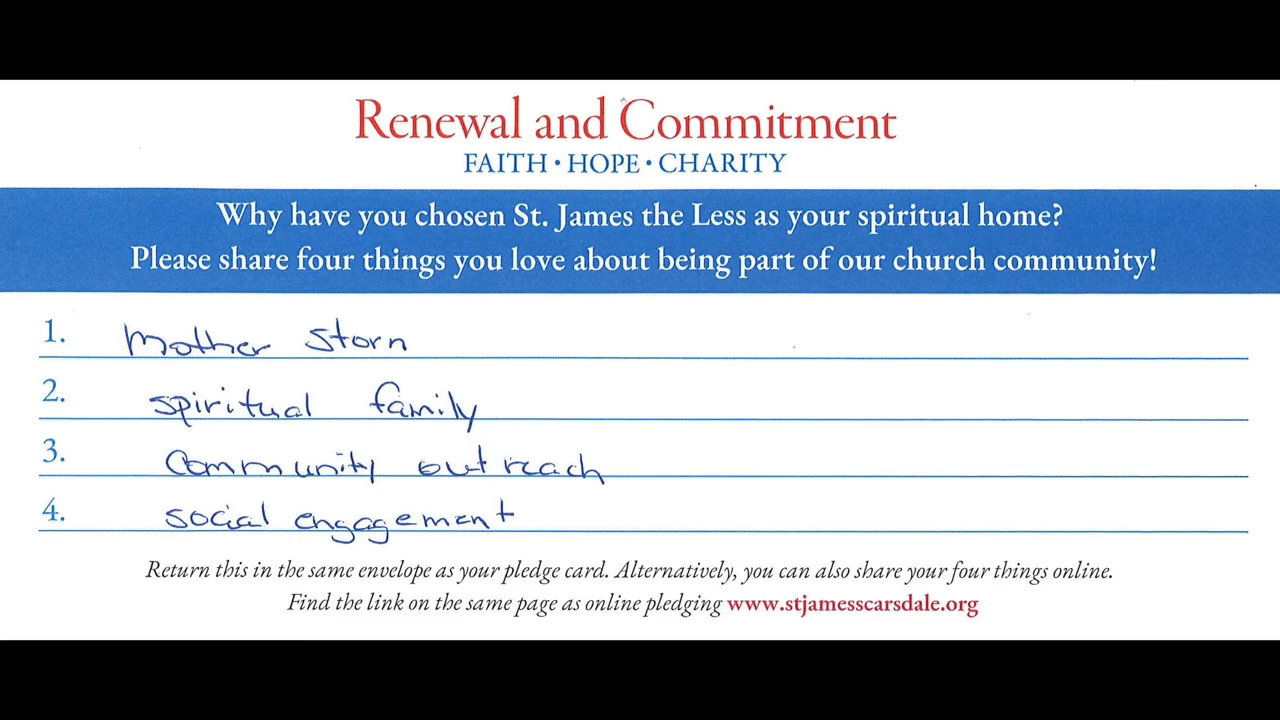 Renewal and Commitment
FAITH • HOPE • CHARITY
Why have you chosen St. James the Less as your spiritual home?
Please share four things you love about being part of our church community!
1. Mother Storn
2. spiritual family
3. Community outreach
4. social engagement
Return this in the same envelope as your pledge card. Alternatively, you can also share your four things online.
Find the link on the same page as online pledging www.stjamesscarsdale.org